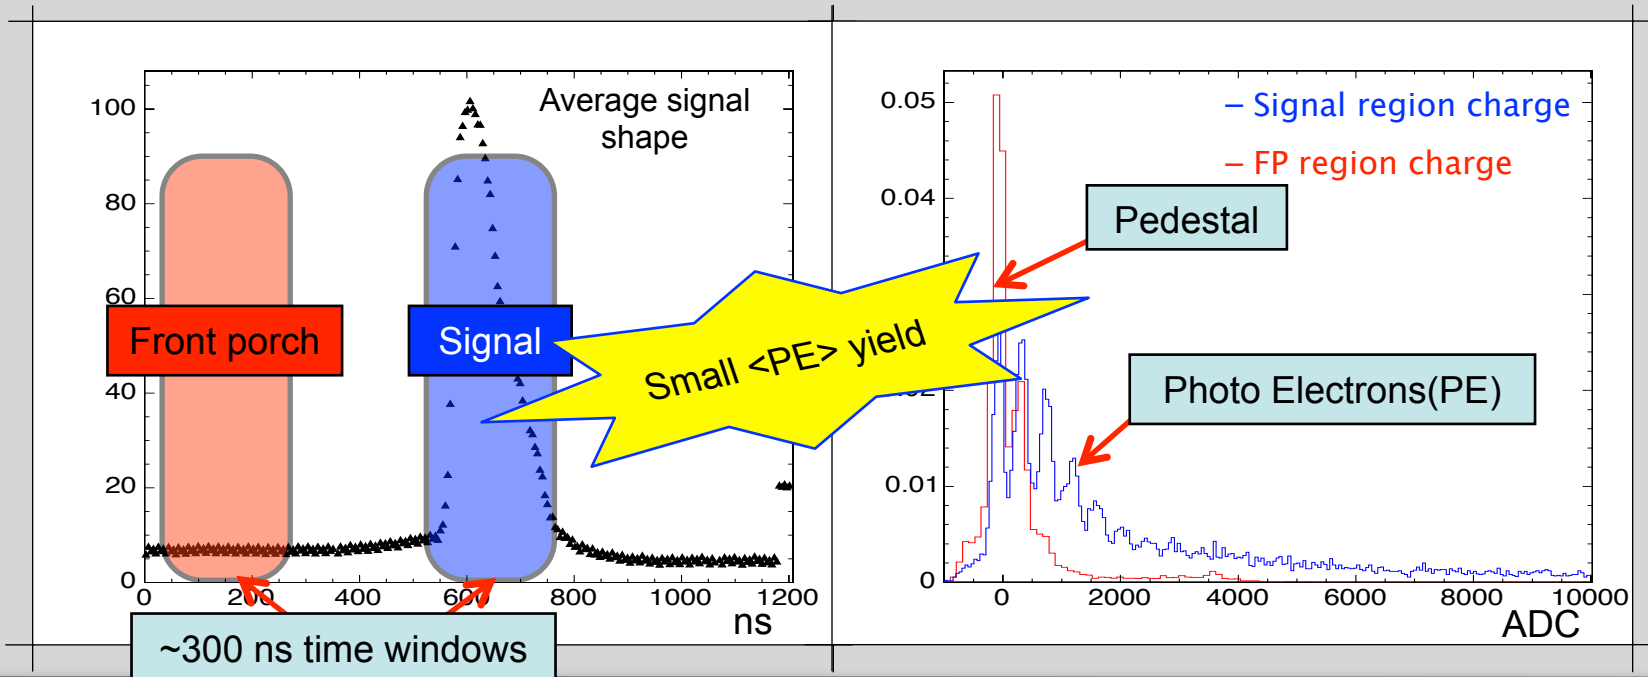 Average signal
shape
100
80
60
40
20
0
Front porch
Signal
0
200
400
600
800
1000
1200
ns
~300 ns time windows
Small <PE> yield
– Signal region charge
– FP region charge
Pedestal
Photo Electrons(PE)
0.05
0.04
0.01
0
0
2000
4000
6000
8000
10000
ADC